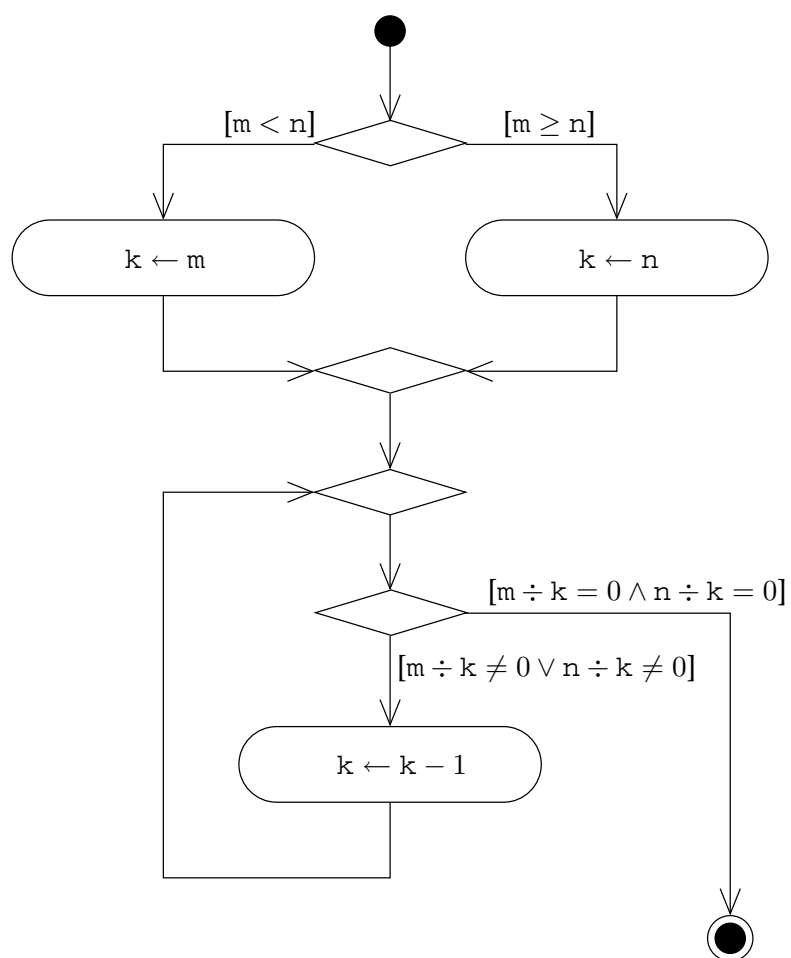 [m < n] [m ≥ n]
k ← m k ← n
[m ÷ k = 0 ∧ n ÷ k = 0]
[m ÷ k ≠ 0 ∨ n ÷ k ≠ 0]
k ← k − 1